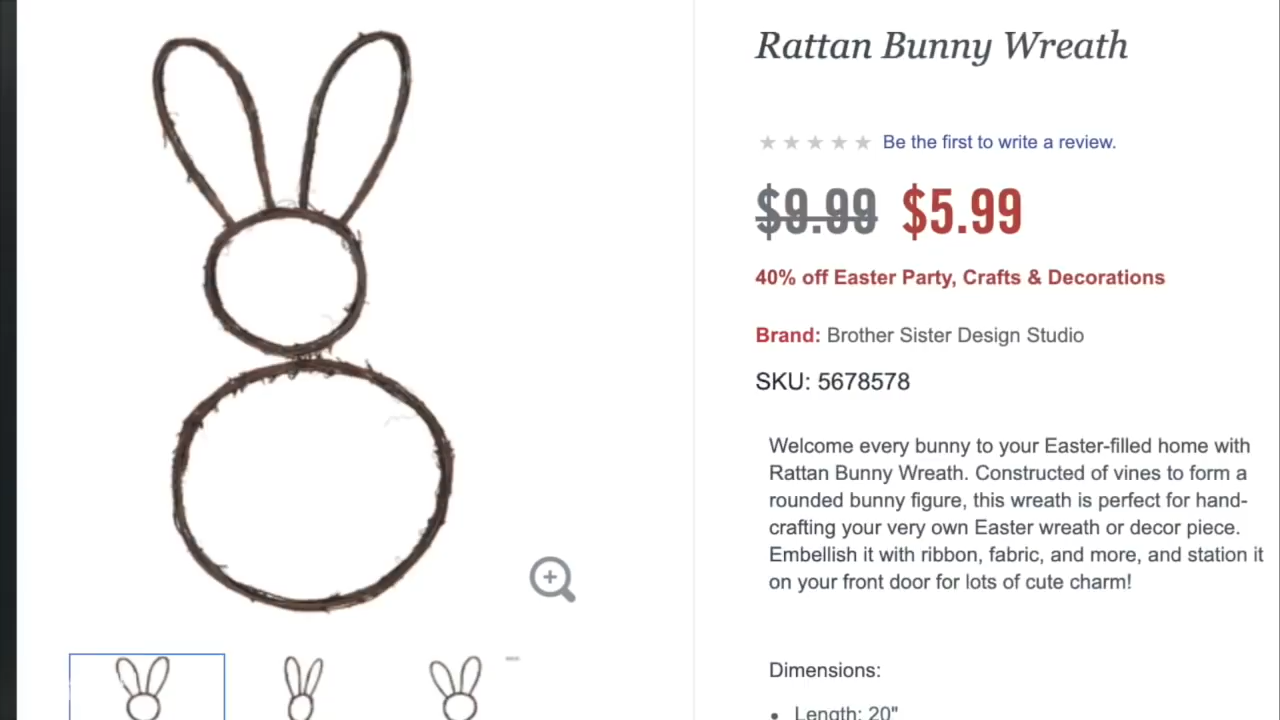 Rattan Bunny Wreath
Be the first to write a review.
$9.99 $5.99
40% off Easter Party, Crafts & Decorations
Brand: Brother Sister Design Studio
SKU: 5678578
Welcome every bunny to your Easter-filled home with
Rattan Bunny Wreath. Constructed of vines to form a
rounded bunny figure, this wreath is perfect for hand-
crafting your very own Easter wreath or decor piece.
Embellish it with ribbon, fabric, and more, and station it
on your front door for lots of cute charm!
Dimensions:
• Length: 20"